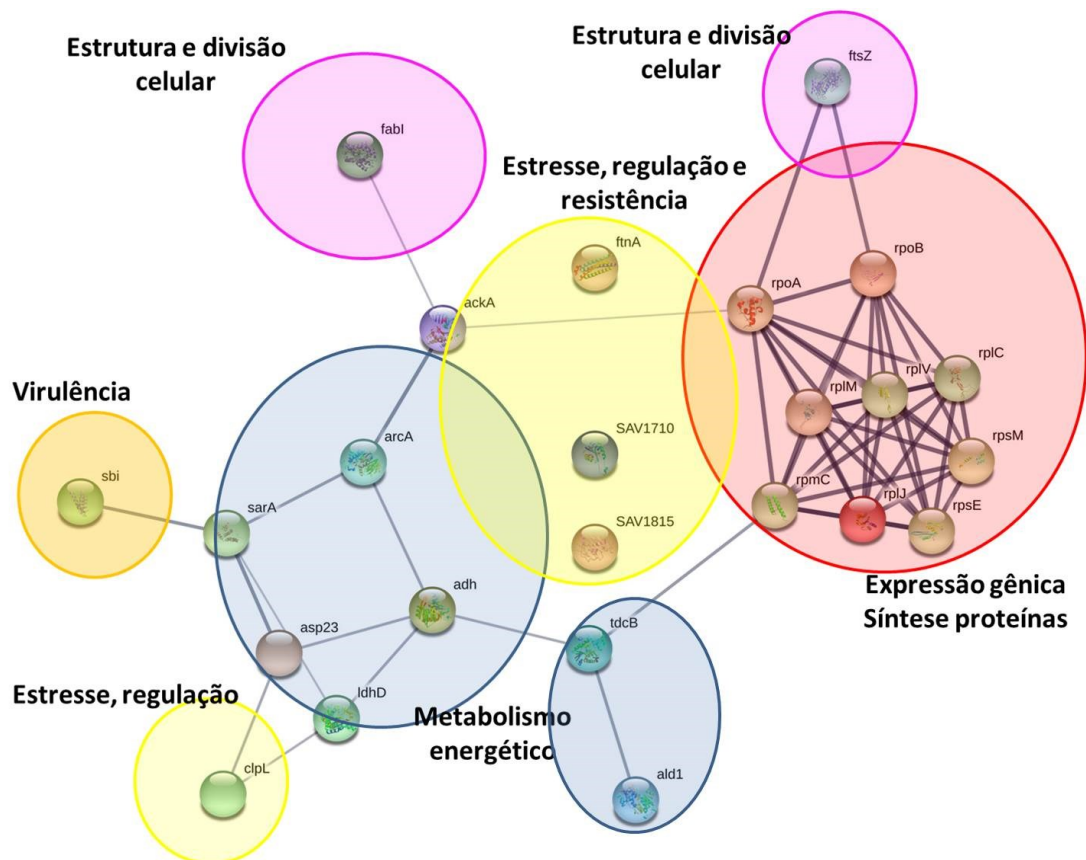 Estrutura e divisão
celular
Estrutura e divisão
celular
ftsZ
fabI
Estresse, regulação e
resistência
ftnA
rpoB
rpoA
ackA
rplC
rplV
rplM
Virulência
arcA
SAV1710
rpsM
sbi
sarA
rpmC
rplJ
rpsE
SAV1815
adh
Expressão gênica
Síntese proteínas
asp23
tdcB
Estresse, regulação
ldhD
Metabolismo
energético
clpL
ald1